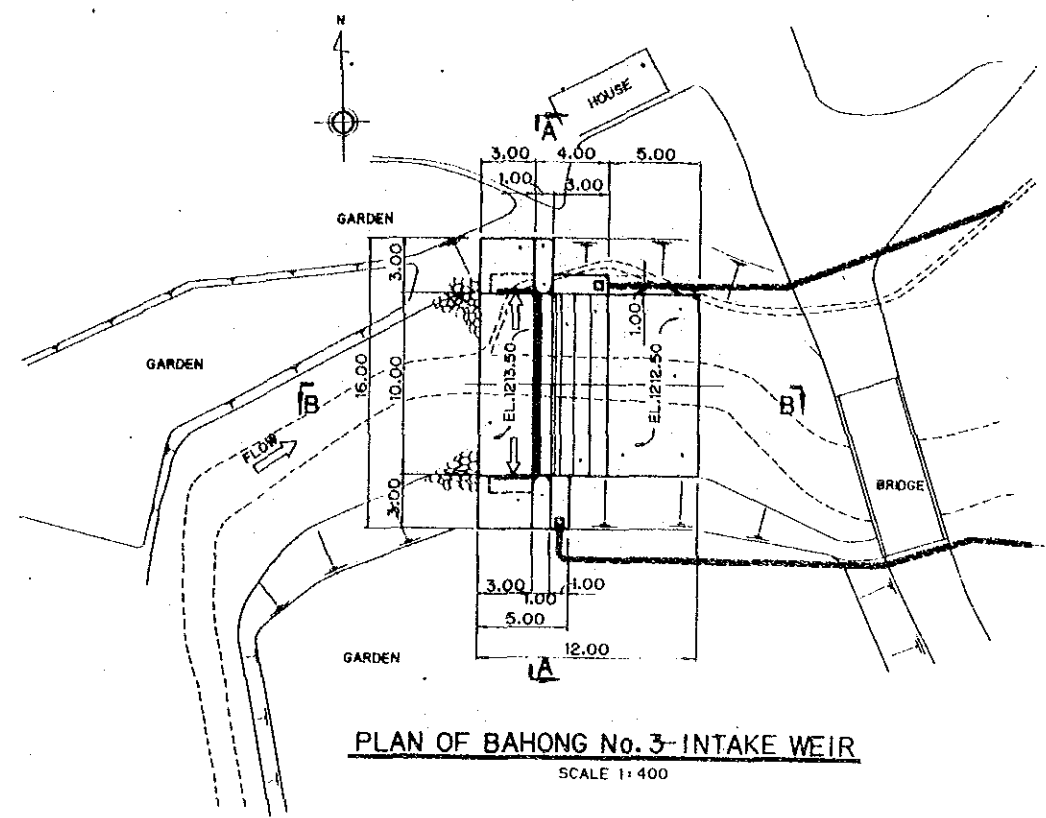 N
HOUSE
A
3.00 4.00 5.00
1.00 3.00
GARDEN
3.00
GARDEN
16.00
10.00
EL.1213.50
1.00
EL.1212.50
B
B
FLOW
BRIDGE
3.00
3.00 1.00 1.00
5.00
12.00
GARDEN
A
PLAN OF BAHONG No. 3-INTAKE WEIR
SCALE 1:400